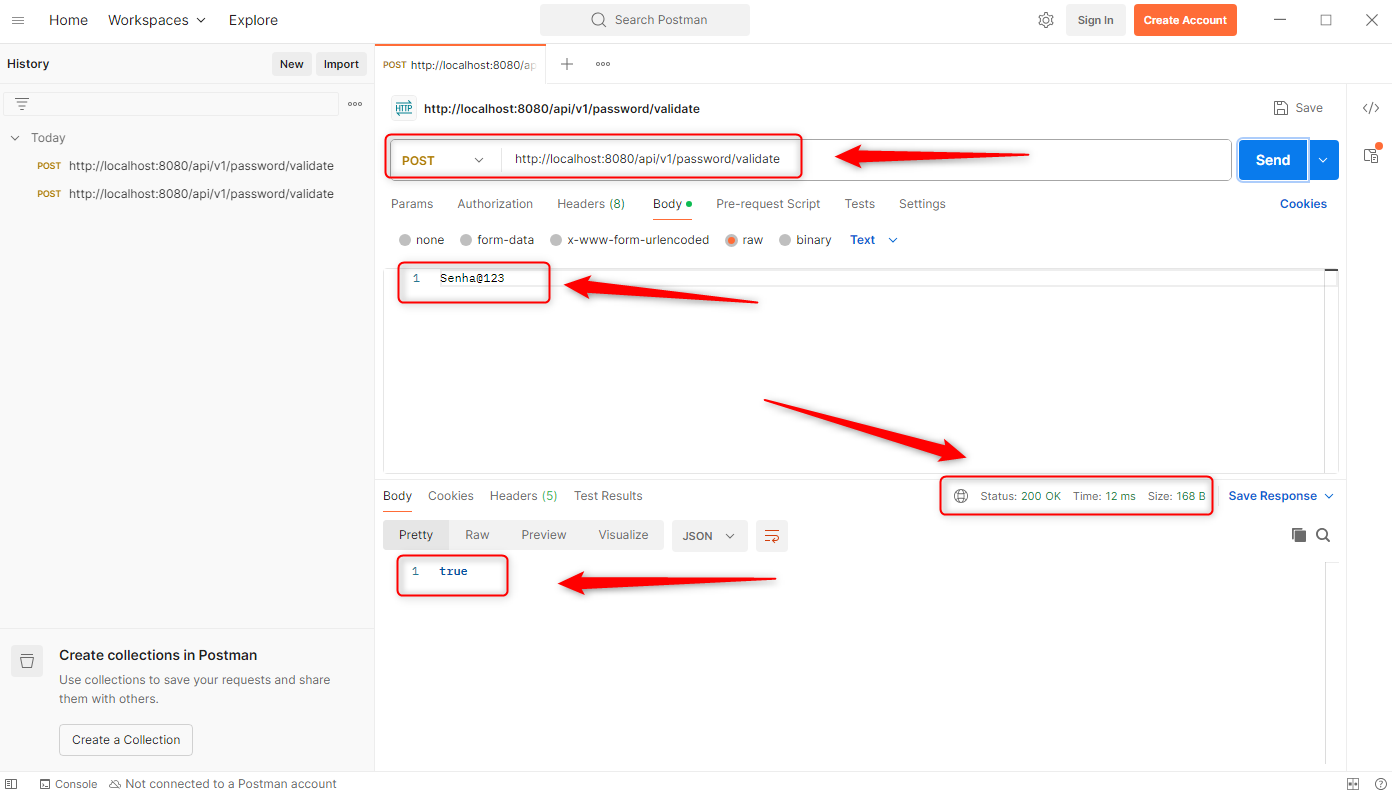 Home Workspaces Explore Search Postman Sign In Create Account
History New Import
POST http://localhost:8080/ap
Today
POST http://localhost:8080/api/v1/password/validate
POST http://localhost:8080/api/v1/password/validate
HTTP http://localhost:8080/api/v1/password/validate Save
POST http://localhost:8080/api/v1/password/validate Send
Params Authorization Headers (8) Body Pre-request Script Tests Settings Cookies
none form-data x-www-form-urlencoded raw binary Text
1 Senha@123
Body Cookies Headers (5) Test Results Status: 200 OK Time: 12 ms Size: 168 B Save Response
Pretty Raw Preview Visualize JSON
1 true
Create collections in Postman
Use collections to save your requests and share
them with others.
Create a Collection
Console Not connected to a Postman account